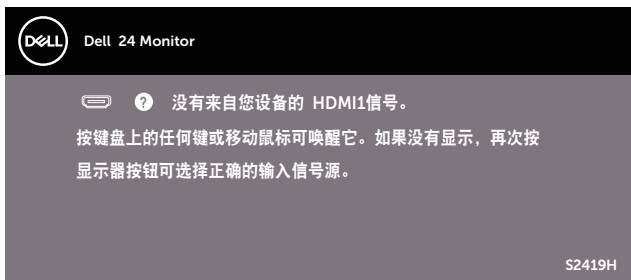 DELL
Dell 24 Monitor
? 没有来自您设备的 HDMI1信号。
按键盘上的任何键或移动鼠标可唤醒它。如果没有显示，再次按
显示器按钮可选择正确的输入信号源。
S2419H